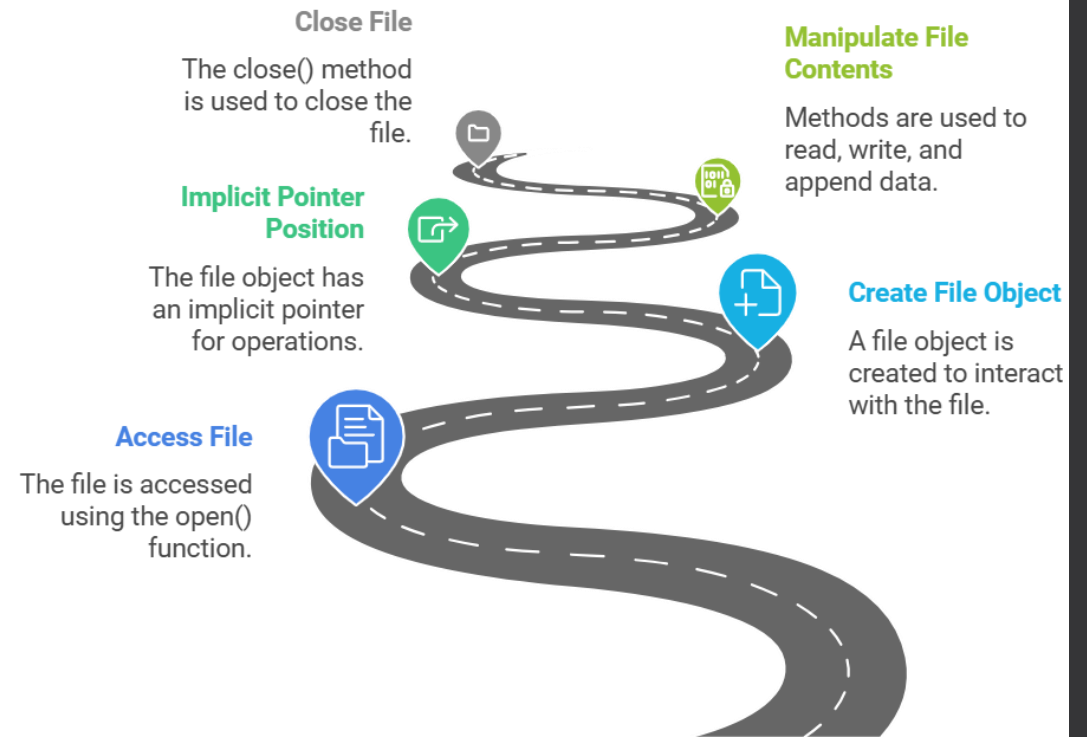 Close File
The close() method
is used to close the
file.
Manipulate File
Contents
Methods are used to
read, write, and
append data.
Implicit Pointer
Position
The file object has
an implicit pointer
for operations.
Create File Object
A file object is
created to interact
with the file.
Access File
The file is accessed
using the open()
function.